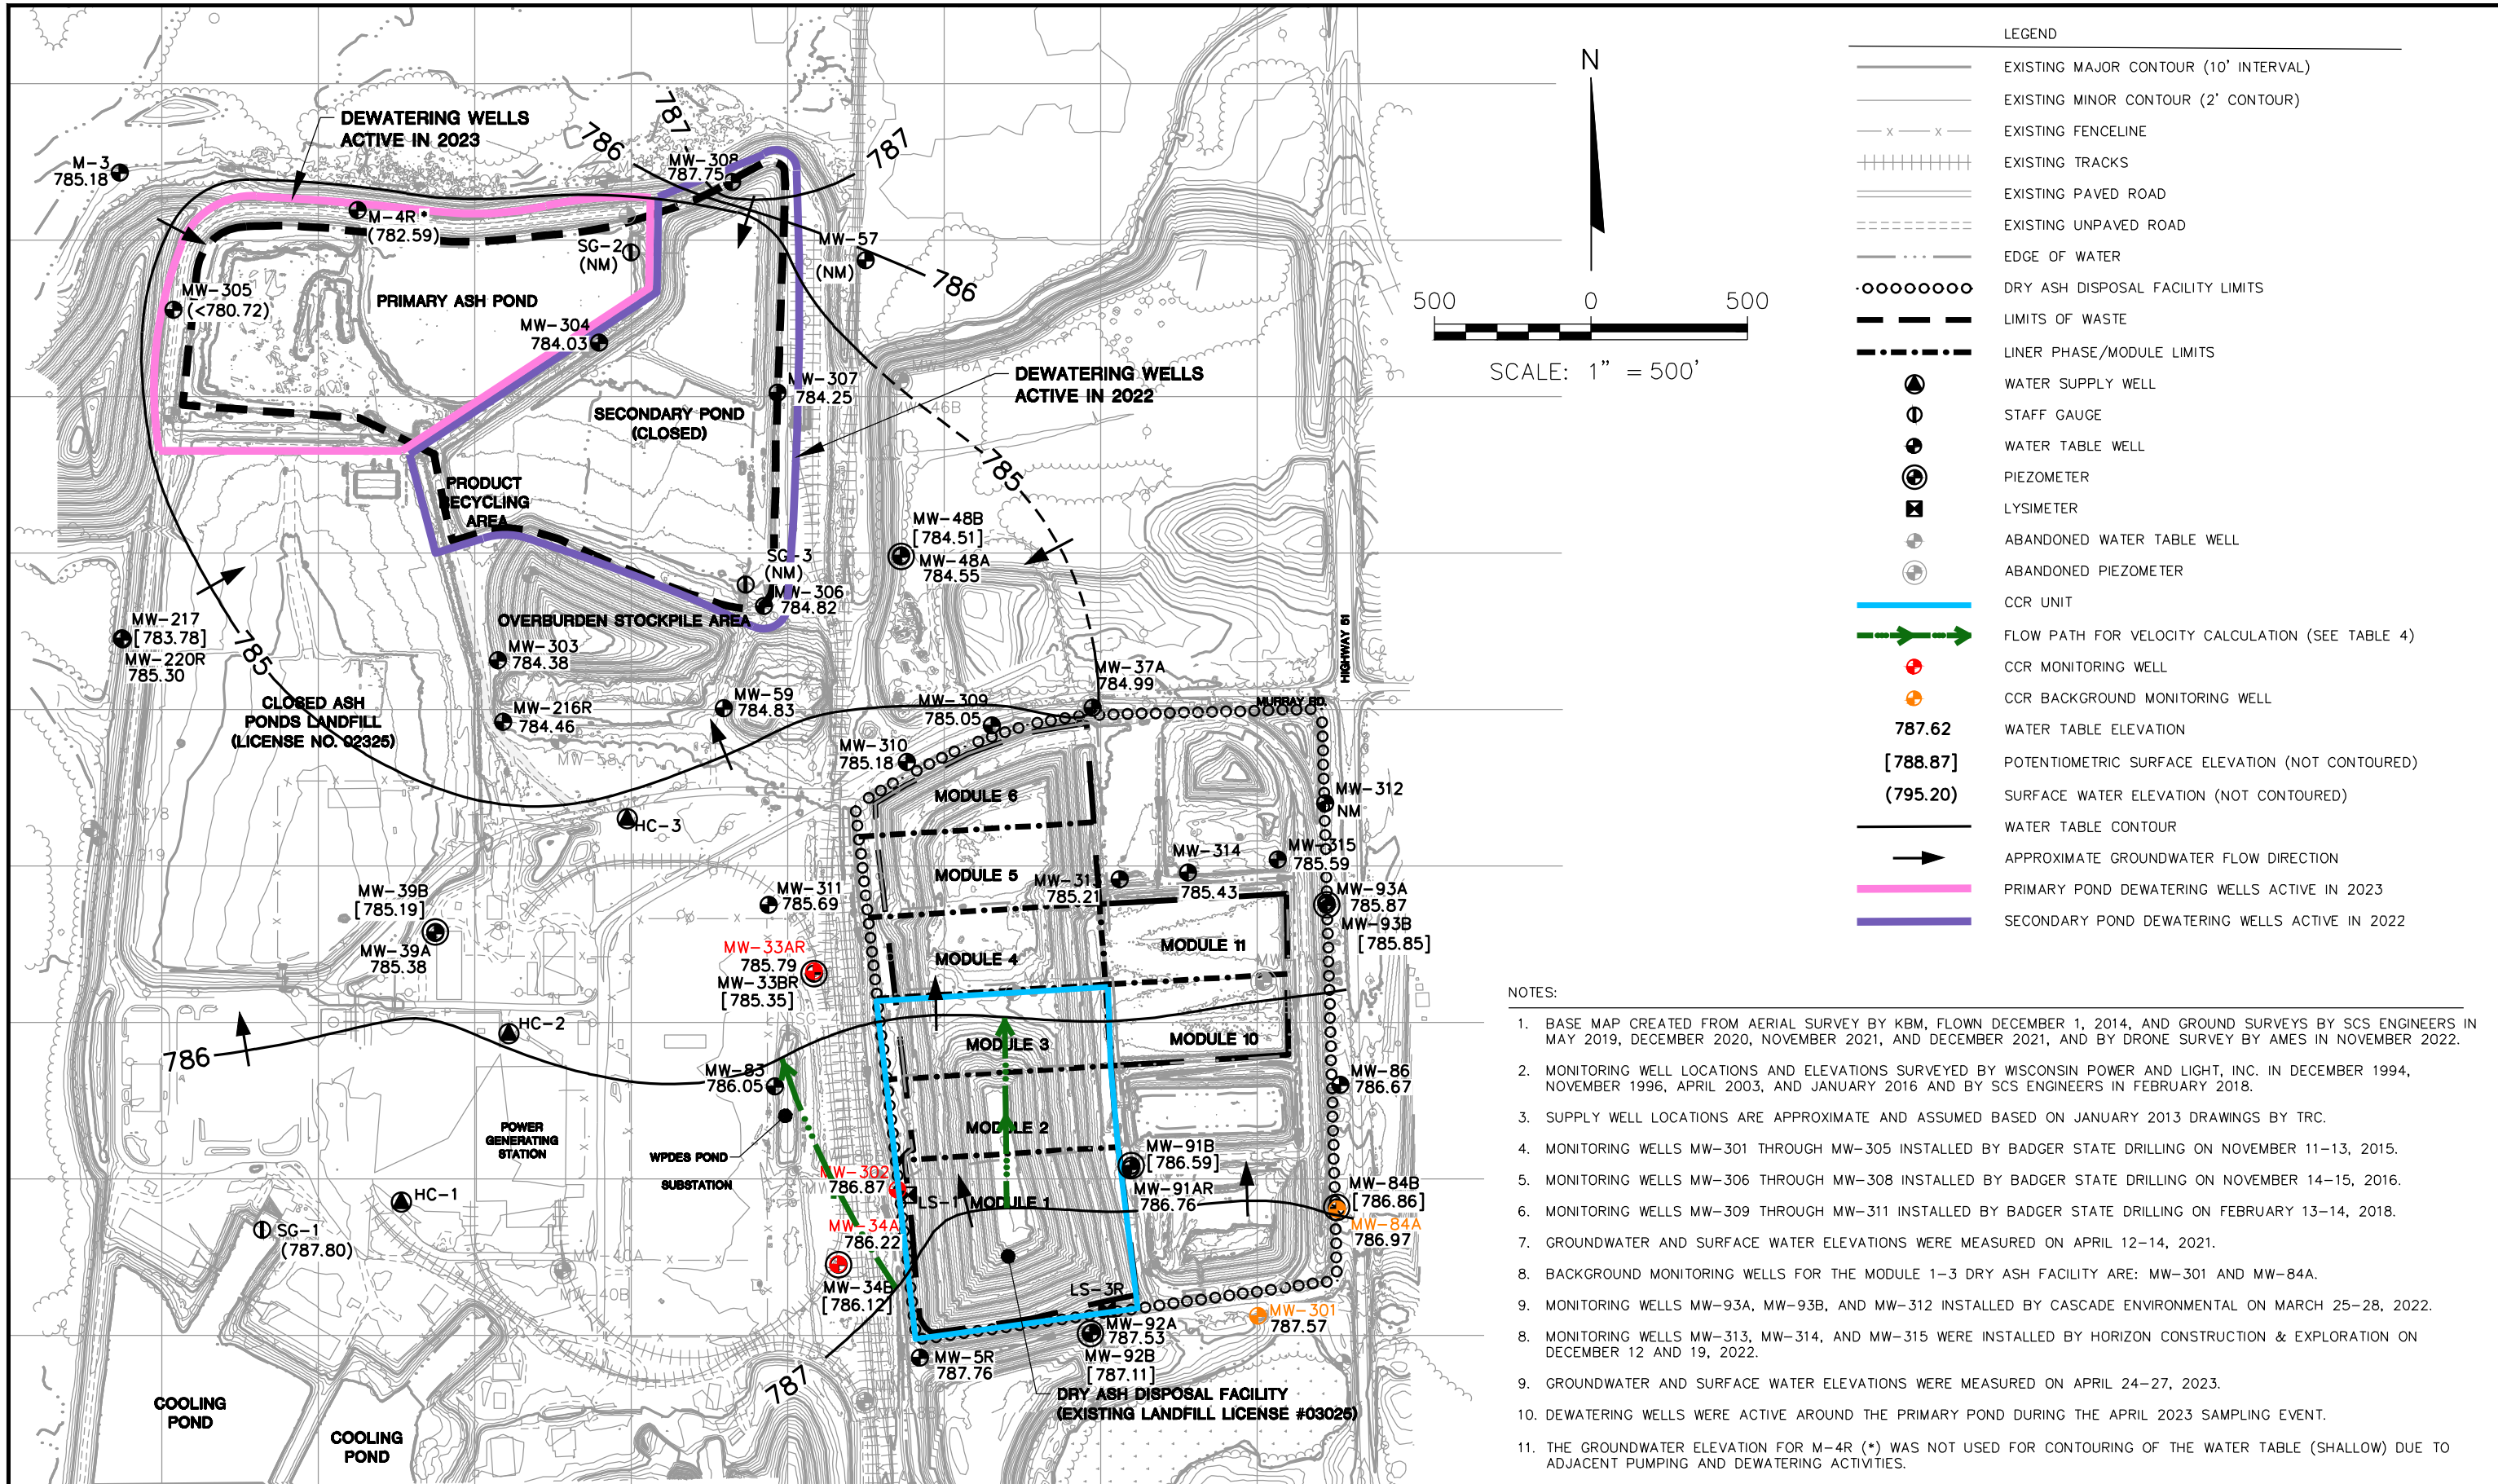 DEWATERING WELLS
ACTIVE IN 2023
M-3
785.18
M-4R*
(782.59)
786
787
MW-308
787.75
787
SG-2
(NM)
MW-57
(NM)
786
MW-305
(<780.72)
PRIMARY ASH POND
MW-304
784.03
MW-307
784.25
MW-46A
MW-46B
DEWATERING WELLS
ACTIVE IN 2022
SECONDARY POND
(CLOSED)
PRODUCT
RECYCLING
AREA
785
MW-48B
[784.51]
MW-48A
784.55
SG-3
(NM)
MW-306
784.82
OVERBURDEN STOCKPILE AREA
MW-217
[783.78]
MW-220R
785.30
785
MW-303
784.38
MW-216R
784.46
MW-59
784.83
CLOSED ASH
PONDS LANDFILL
(LICENSE NO. 02325)
MW-37A
784.99
MW-309
785.05
MURRAY RD.
HIGHWAY 51
MW-310
785.18
HC-3
MODULE 6
MW-312
NM
MW-218
MW-219
MW-314
785.43
MW-315
785.59
MW-313
785.21
MODULE 5
MW-311
785.69
MW-39B
[785.19]
MW-39A
785.38
MW-93A
785.87
MW-93B
[785.85]
MW-33AR
785.79
MW-33BR
[785.35]
MODULE 4
MODULE 11
HC-2
786
MODULE 3
MODULE 10
MW-83
786.05
MW-86
786.67
POWER
GENERATING
STATION
WPDES POND
SUBSTATION
MODULE 2
MW-91B
[786.59]
MW-91AR
786.76
MW-302
786.87
LS-1
MODULE 1
MW-84B
[786.86]
MW-84A
786.97
HC-1
SG-1
(787.80)
MW-34A
786.22
MW-34B
[786.12]
MW-40A
MW-40B
LS-3R
MW-301
787.57
MW-92A
787.53
MW-92B
[787.11]
MW-5R
787.76
787
DRY ASH DISPOSAL FACILITY
(EXISTING LANDFILL LICENSE #03025)
COOLING
POND
COOLING
POND
N
500 0 500
SCALE: 1" = 500'
LEGEND
EXISTING MAJOR CONTOUR (10' INTERVAL)
EXISTING MINOR CONTOUR (2' CONTOUR)
EXISTING FENCELINE
EXISTING TRACKS
EXISTING PAVED ROAD
EXISTING UNPAVED ROAD
EDGE OF WATER
DRY ASH DISPOSAL FACILITY LIMITS
LIMITS OF WASTE
LINER PHASE/MODULE LIMITS
WATER SUPPLY WELL
STAFF GAUGE
WATER TABLE WELL
PIEZOMETER
LYSIMETER
ABANDONED WATER TABLE WELL
ABANDONED PIEZOMETER
CCR UNIT
FLOW PATH FOR VELOCITY CALCULATION (SEE TABLE 4)
CCR MONITORING WELL
CCR BACKGROUND MONITORING WELL
787.62 WATER TABLE ELEVATION
[788.87] POTENTIOMETRIC SURFACE ELEVATION (NOT CONTOURED)
(795.20) SURFACE WATER ELEVATION (NOT CONTOURED)
WATER TABLE CONTOUR
APPROXIMATE GROUNDWATER FLOW DIRECTION
PRIMARY POND DEWATERING WELLS ACTIVE IN 2023
SECONDARY POND DEWATERING WELLS ACTIVE IN 2022
NOTES:
1. BASE MAP CREATED FROM AERIAL SURVEY BY KBM, FLOWN DECEMBER 1, 2014, AND GROUND SURVEYS BY SCS ENGINEERS IN
MAY 2019, DECEMBER 2020, NOVEMBER 2021, AND DECEMBER 2021, AND BY DRONE SURVEY BY AMES IN NOVEMBER 2022.
2. MONITORING WELL LOCATIONS AND ELEVATIONS SURVEYED BY WISCONSIN POWER AND LIGHT, INC. IN DECEMBER 1994,
NOVEMBER 1996, APRIL 2003, AND JANUARY 2016 AND BY SCS ENGINEERS IN FEBRUARY 2018.
3. SUPPLY WELL LOCATIONS ARE APPROXIMATE AND ASSUMED BASED ON JANUARY 2013 DRAWINGS BY TRC.
4. MONITORING WELLS MW-301 THROUGH MW-305 INSTALLED BY BADGER STATE DRILLING ON NOVEMBER 11-13, 2015.
5. MONITORING WELLS MW-306 THROUGH MW-308 INSTALLED BY BADGER STATE DRILLING ON NOVEMBER 14-15, 2016.
6. MONITORING WELLS MW-309 THROUGH MW-311 INSTALLED BY BADGER STATE DRILLING ON FEBRUARY 13-14, 2018.
7. GROUNDWATER AND SURFACE WATER ELEVATIONS WERE MEASURED ON APRIL 12-14, 2021.
8. BACKGROUND MONITORING WELLS FOR THE MODULE 1-3 DRY ASH FACILITY ARE: MW-301 AND MW-84A.
9. MONITORING WELLS MW-93A, MW-93B, AND MW-312 INSTALLED BY CASCADE ENVIRONMENTAL ON MARCH 25-28, 2022.
8. MONITORING WELLS MW-313, MW-314, AND MW-315 WERE INSTALLED BY HORIZON CONSTRUCTION & EXPLORATION ON
DECEMBER 12 AND 19, 2022.
9. GROUNDWATER AND SURFACE WATER ELEVATIONS WERE MEASURED ON APRIL 24-27, 2023.
10. DEWATERING WELLS WERE ACTIVE AROUND THE PRIMARY POND DURING THE APRIL 2023 SAMPLING EVENT.
11. THE GROUNDWATER ELEVATION FOR M-4R (*) WAS NOT USED FOR CONTOURING OF THE WATER TABLE (SHALLOW) DUE TO
ADJACENT PUMPING AND DEWATERING ACTIVITIES.